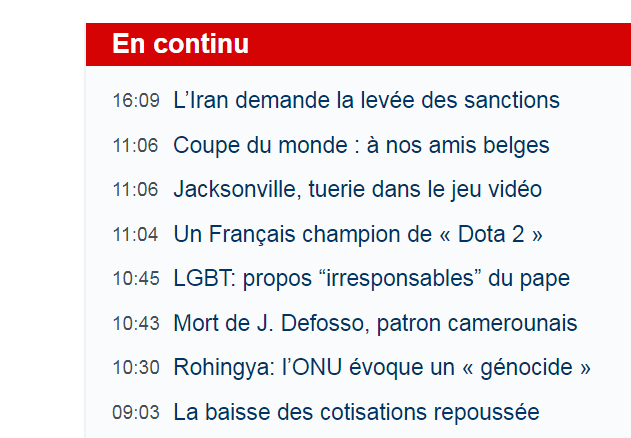 En continu
16:09 L’Iran demande la levée des sanctions
11:06 Coupe du monde : à nos amis belges
11:06 Jacksonville, tuerie dans le jeu vidéo
11:04 Un Français champion de « Dota 2 »
10:45 LGBT: propos “irresponsables” du pape
10:43 Mort de J. Defosso, patron camerounais
10:30 Rohingya: l’ONU évoque un « génocide »
09:03 La baisse des cotisations repoussée